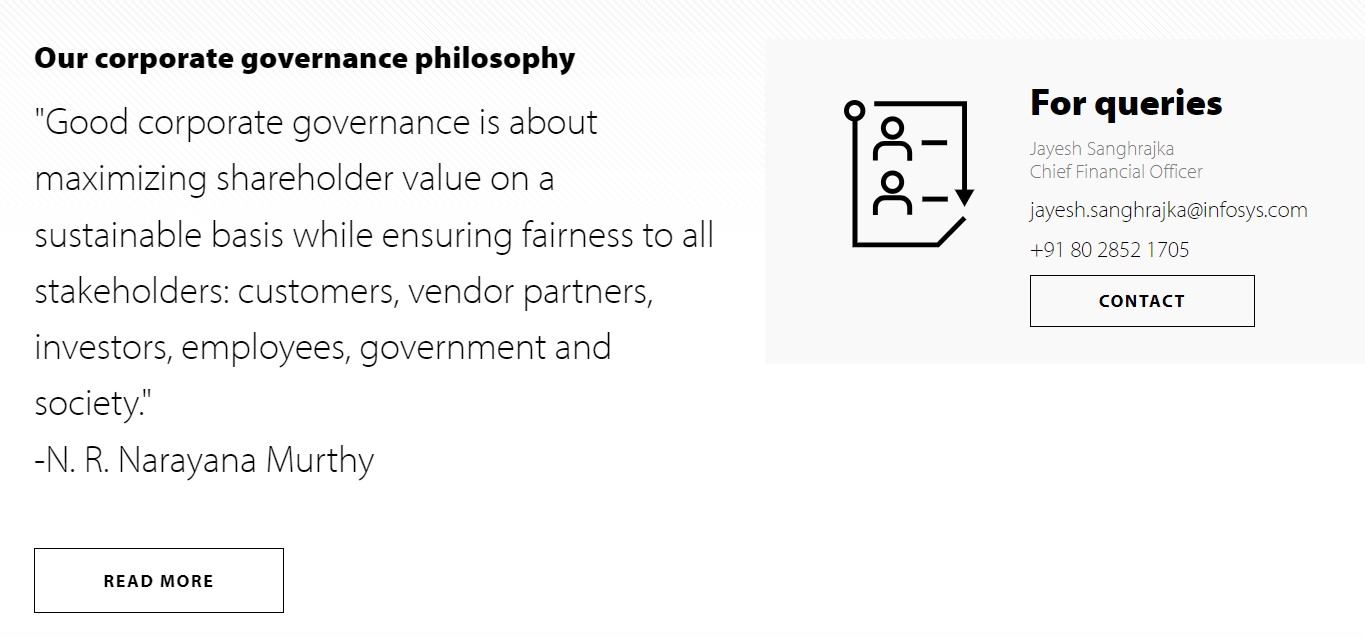 Our corporate governance philosophy
"Good corporate governance is about
maximizing shareholder value on a
sustainable basis while ensuring fairness to all
stakeholders: customers, vendor partners,
investors, employees, government and
society."
-N. R. Narayana Murthy
READ MORE
For queries
Jayesh Sanghrajka
Chief Financial Officer
jayesh.sanghrajka@infosys.com
+91 80 2852 1705
CONTACT